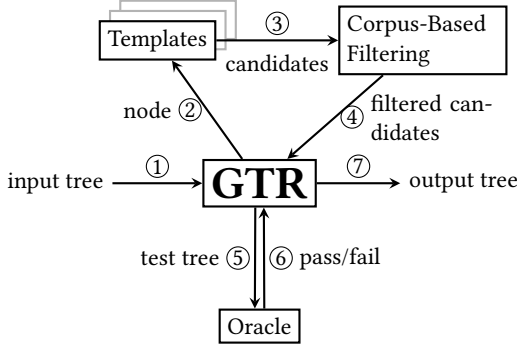 Templates
③
candidates
Corpus-Based
Filtering
node ②
④ filtered can-
didates
input tree
①
GTR
⑦
output tree
test tree ⑤
⑥ pass/fail
Oracle